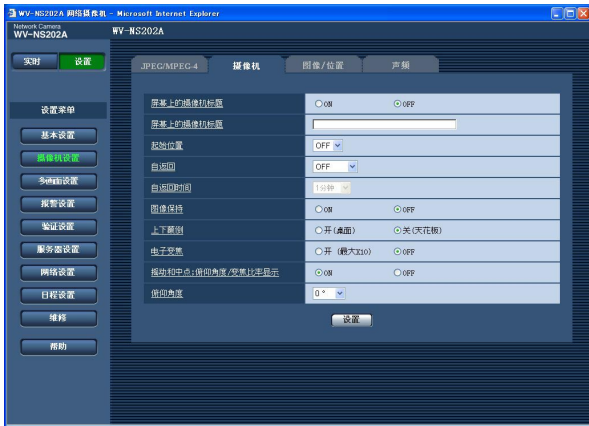 WV-NS202A 网络摄像机 - Microsoft Internet Explorer
Network Camera
WV-NS202A
WV-NS202A
实时 设置
JPEG/MPEG-4 摄像机 图像/位置 声频
设置菜单
基本设置
摄像机设置
多画面设置
报警设置
验证设置
服务器设置
网络设置
日程设置
维修
帮助
屏幕上的摄像机标题 ON OFF
屏幕上的摄像机标题
起始位置 OFF
自返回 OFF
自返回时间 1分钟
图像保持 ON OFF
上下颠倒 开(桌面) 关(天花板)
电子变焦 开 (最大X10) OFF
摇动和中点;俯仰角度/变焦比率显示 ON OFF
俯仰角度 0°
设置